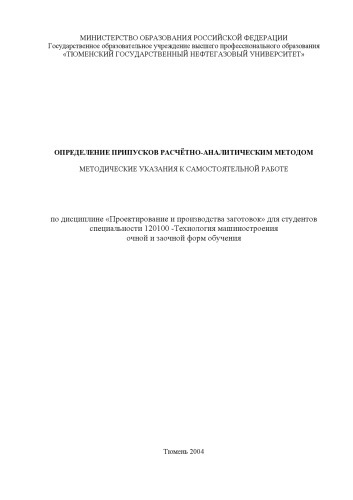 МИНИСТЕРСТВО ОБРАЗОВАНИЯ РОССИЙСКОЙ ФЕДЕРАЦИИ
Государственное образовательное учреждение высшего профессионального образования
«ТЮМЕНСКИЙ ГОСУДАРСТВЕННЫЙ НЕФТЕГАЗОВЫЙ УНИВЕРСИТЕТ»
ОПРЕДЕЛЕНИЕ ПРИПУСКОВ РАСЧЁТНО-АНАЛИТИЧЕСКИМ МЕТОДОМ
МЕТОДИЧЕСКИЕ УКАЗАНИЯ К САМОСТОЯТЕЛЬНОЙ РАБОТЕ
по дисциплине «Проектирование и производства заготовок» для студентов
специальности 120100 -Технология машиностроения
очной и заочной форм обучения
Тюмень 2004